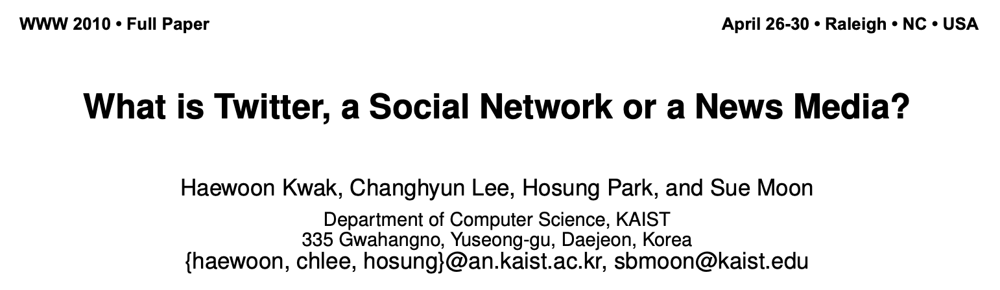 WWW 2010 • Full Paper
April 26-30 • Raleigh • NC • USA
What is Twitter, a Social Network or a News Media?
Haewoon Kwak, Changhyun Lee, Hosung Park, and Sue Moon
Department of Computer Science, KAIST
335 Gwahangno, Yuseong-gu, Daejeon, Korea
{haewoon, chlee, hosung}@an.kaist.ac.kr, sbmoon@kaist.edu